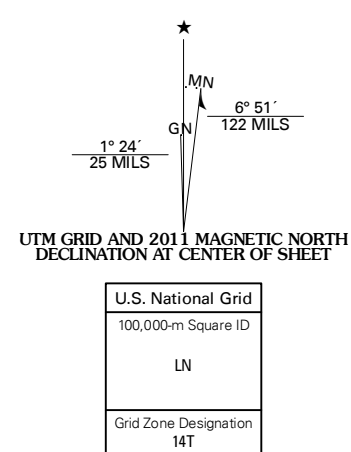 ★
MN
6° 51´
122 MILS
GN
1° 24´
25 MILS
UTM GRID AND 2011 MAGNETIC NORTH
DECLINATION AT CENTER OF SHEET
U.S. National Grid
100,000-m Square ID
LN
Grid Zone Designation
14T